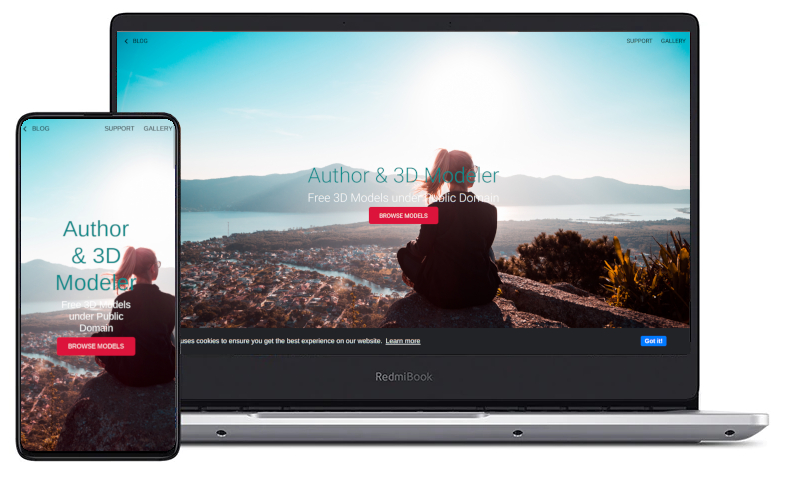 BLOG
SUPPORT GALLERY
Author & 3D Modeler
Free 3D Models under Public Domain
BROWSE MODELS
uses cookies to ensure you get the best experience on our website. Learn more
Got it!
RedmiBook
BLOG
SUPPORT GALLERY
Author
& 3D
Modeler
Free 3D Models
under Public
Domain
BROWSE MODELS